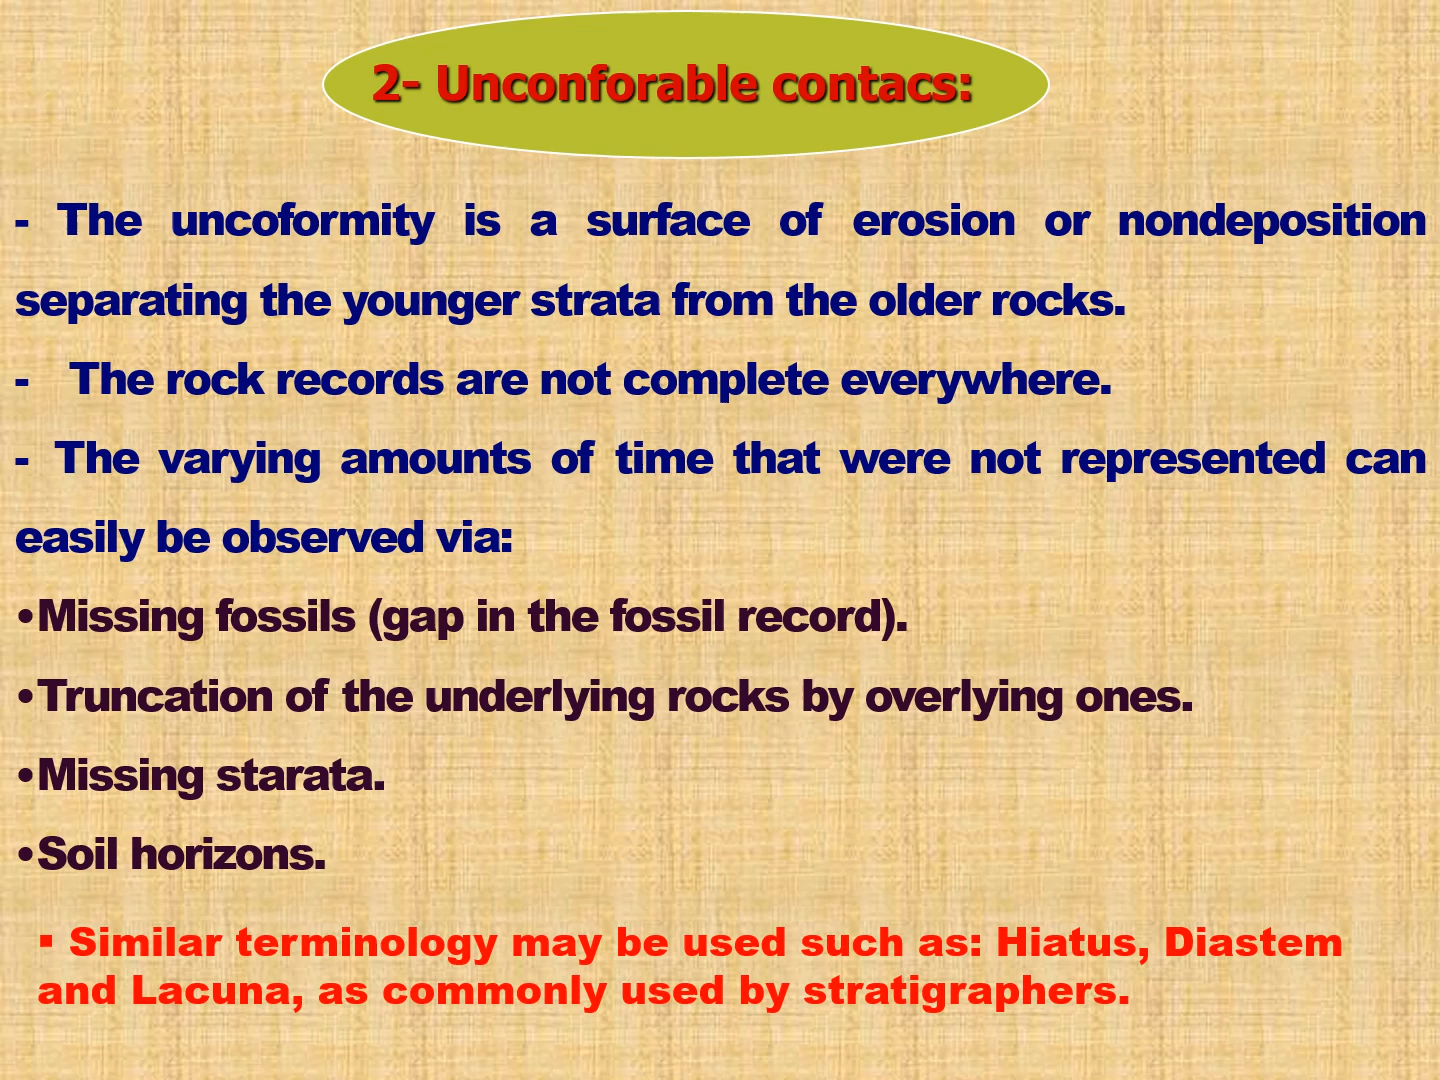 2- Unconforable contacs:
- The uncoformity is a surface of erosion or nondeposition
separating the younger strata from the older rocks.
- The rock records are not complete everywhere.
- The varying amounts of time that were not represented can
easily be observed via:
•Missing fossils (gap in the fossil record).
•Truncation of the underlying rocks by overlying ones.
•Missing starata.
•Soil horizons.
▪ Similar terminology may be used such as: Hiatus, Diastem
and Lacuna, as commonly used by stratigraphers.